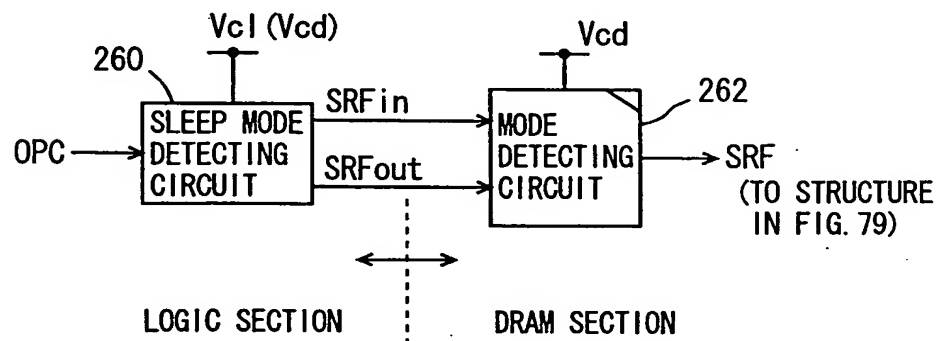 Vcl(Vcd)
Vcd
260
262
SRFin
SLEEP MODE
DETECTING
CIRCUIT
OPC
SRFout
MODE
DETECTING
CIRCUIT
SRF
(TO STRUCTURE
IN FIG. 79)
LOGIC SECTION
DRAM SECTION